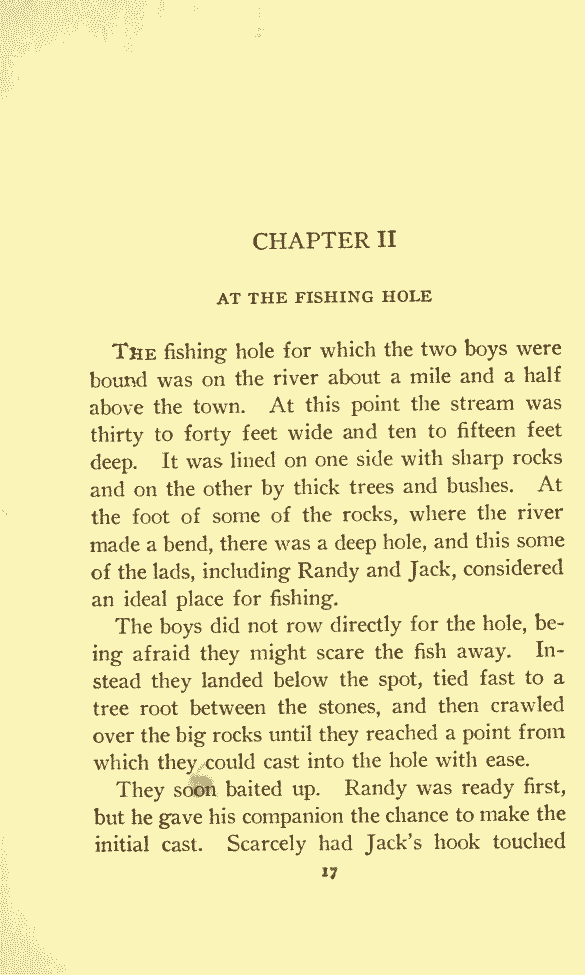 CHAPTER II
AT THE FISHING HOLE
THE fishing hole for which the two boys were
bound was on the river about a mile and a half
above the town. At this point the stream was
thirty to forty feet wide and ten to fifteen feet
deep. It was lined on one side with sharp rocks
and on the other by thick trees and bushes. At
the foot of some of the rocks, where the river
made a bend, there was a deep hole, and this some
of the lads, including Randy and Jack, considered
an ideal place for fishing.
The boys did not row directly for the hole, be-
ing afraid they might scare the fish away. In-
stead they landed below the spot, tied fast to a
tree root between the stones, and then crawled
over the big rocks until they reached a point from
which they could cast into the hole with ease.
They soon baited up. Randy was ready first,
but he gave his companion the chance to make the
initial cast. Scarcely had Jack's hook touched
17